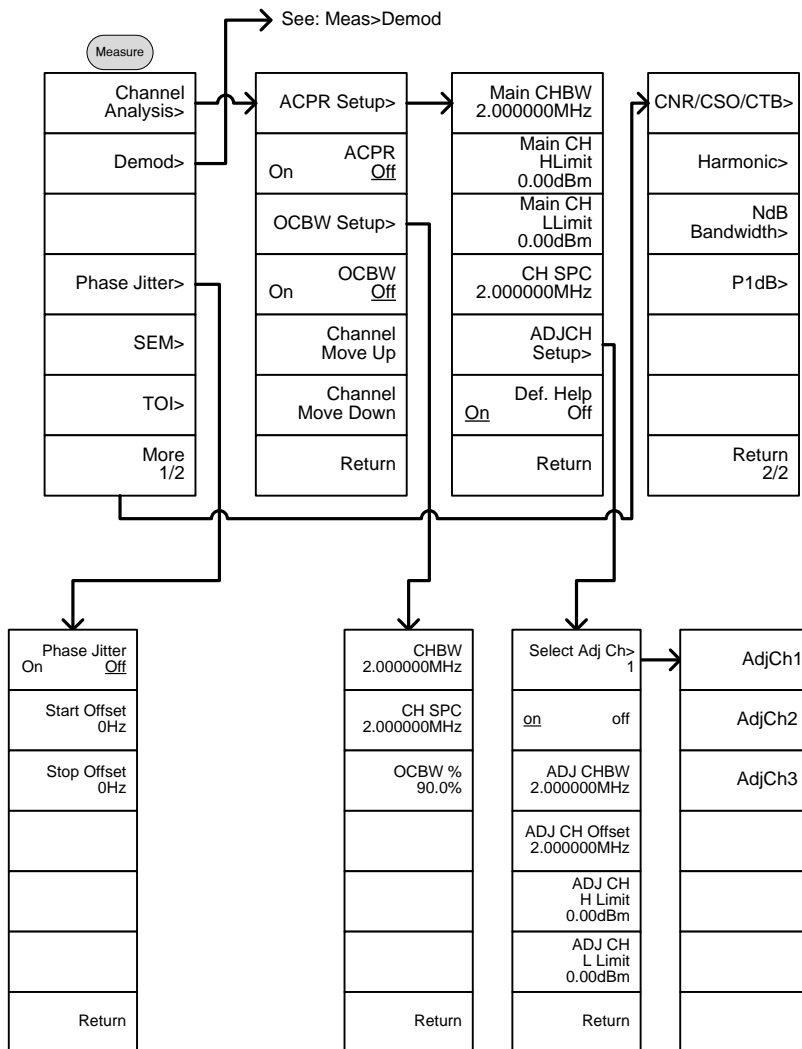 See: Meas>Demod
Measure
Channel
Analysis>
Demod>
Phase Jitter>
SEM>
TOI>
More
1/2
ACPR Setup>
ACPR
On Off
OCBW Setup>
OCBW
On Off
Channel
Move Up
Channel
Move Down
Return
Main CHBW
2.000000MHz
Main CH
HLimit
0.00dBm
Main CH
LLimit
0.00dBm
CH SPC
2.000000MHz
ADJCH
Setup>
Def. Help
On Off
Return
CNR/CSO/CTB>
Harmonic>
NdB
Bandwidth>
P1dB>
Return
2/2
Phase Jitter
On Off
Start Offset
0Hz
Stop Offset
0Hz
Return
CHBW
2.000000MHz
CH SPC
2.000000MHz
OCBW %
90.0%
Return
Select Adj Ch>
1
on off
ADJ CHBW
2.000000MHz
ADJ CH Offset
2.000000MHz
ADJ CH
H Limit
0.00dBm
ADJ CH
L Limit
0.00dBm
Return
AdjCh1
AdjCh2
AdjCh3